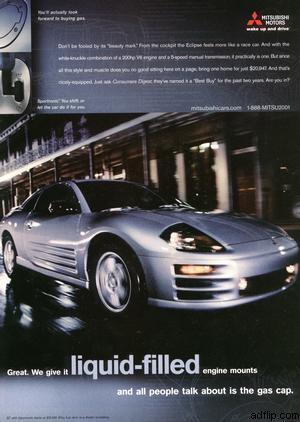 You'll actually look
forward to buying gas.
MITSUBISHI
MOTORS
wake up and drive
Don't be fooled by its "beauty mark." From the cockpit the Eclipse feels more like a race car. And with the
white-knuckle combination of a 200hp V6 engine and a 5-speed manual transmission, it practically is one. But since
all this style and muscle does you no good sitting here on a page, bring one home for just $20,947. And that's
nicely-equipped. Just ask Consumers Digest, they've named it a "Best Buy" for the past two years. Are you in?
Sportronic. You shift, or
let the car do it for you.
mitsubishicars.com 1-888-MITSU2001
Great. We give it liquid-filled engine mounts
and all people talk about is the gas cap.
adflip.com